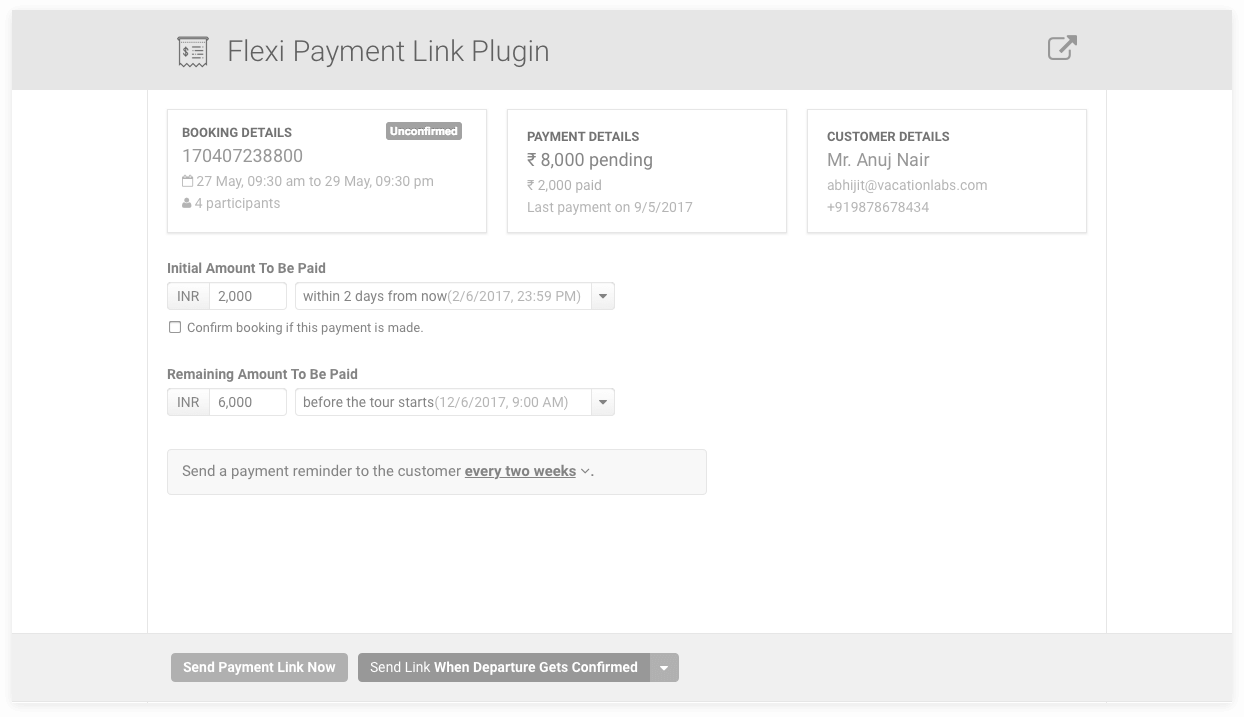 Flexi Payment Link Plugin
BOOKING DETAILS
Unconfirmed
170407238800
27 May, 09:30 am to 29 May, 09:30 pm
4 participants
PAYMENT DETAILS
₹ 8,000 pending
₹ 2,000 paid
Last payment on 9/5/2017
CUSTOMER DETAILS
Mr. Anuj Nair
abhijit@vacationlabs.com
+919878678434
Initial Amount To Be Paid
INR 2,000 within 2 days from now(2/6/2017, 23:59 PM)
Confirm booking if this payment is made.
Remaining Amount To Be Paid
INR 6,000 before the tour starts(12/6/2017, 9:00 AM)
Send a payment reminder to the customer every two weeks .
Send Payment Link Now
Send Link When Departure Gets Confirmed